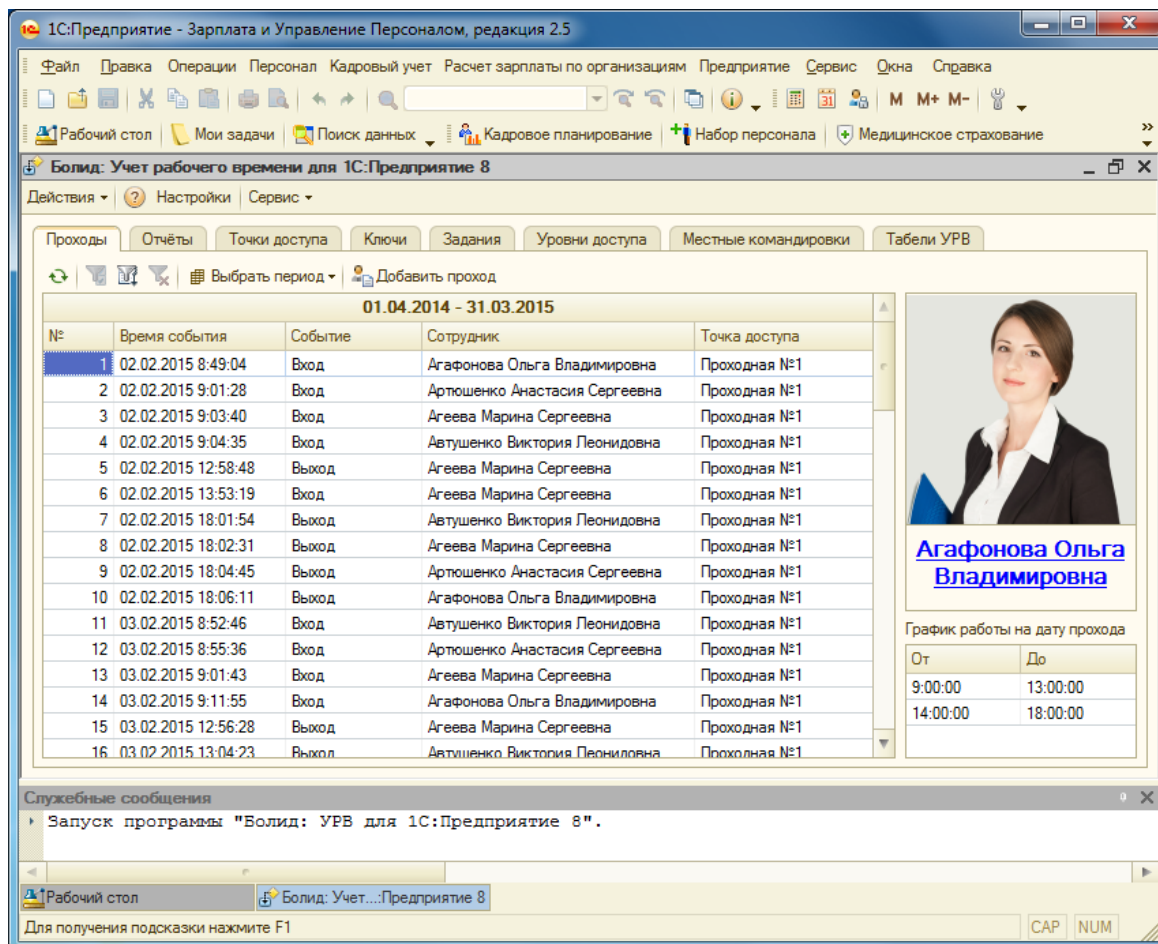 1С:Предприятие - Зарплата и Управление Персоналом, редакция 2.5
Файл Правка Операции Персонал Кадровый учет Расчет зарплаты по организациям Предприятие Сервис Окна Справка
M M+ M-
Рабочий стол Мои задачи Поиск данных Кадровое планирование Набор персонала Медицинское страхование
Болид: Учет рабочего времени для 1С:Предприятие 8
Действия Настройки Сервис
Проходы Отчёты Точки доступа Ключи Задания Уровни доступа Местные командировки Табели УРВ
Выбрать период Добавить проход
01.04.2014 - 31.03.2015
№ Время события Событие Сотрудник Точка доступа
1 02.02.2015 8:49:04 Вход Агафонова Ольга Владимировна Проходная №1
2 02.02.2015 9:01:28 Вход Артюшенко Анастасия Сергеевна Проходная №1
3 02.02.2015 9:03:40 Вход Агеева Марина Сергеевна Проходная №1
4 02.02.2015 9:04:35 Вход Автушенко Виктория Леонидовна Проходная №1
5 02.02.2015 12:58:48 Выход Агеева Марина Сергеевна Проходная №1
6 02.02.2015 13:53:19 Вход Агеева Марина Сергеевна Проходная №1
7 02.02.2015 18:01:54 Выход Автушенко Виктория Леонидовна Проходная №1
8 02.02.2015 18:02:31 Выход Агеева Марина Сергеевна Проходная №1
9 02.02.2015 18:04:45 Выход Артюшенко Анастасия Сергеевна Проходная №1
10 02.02.2015 18:06:11 Выход Агафонова Ольга Владимировна Проходная №1
11 03.02.2015 8:52:46 Вход Автушенко Виктория Леонидовна Проходная №1
12 03.02.2015 8:55:36 Вход Артюшенко Анастасия Сергеевна Проходная №1
13 03.02.2015 9:01:43 Вход Агеева Марина Сергеевна Проходная №1
14 03.02.2015 9:11:55 Вход Агафонова Ольга Владимировна Проходная №1
15 03.02.2015 12:56:28 Выход Агеева Марина Сергеевна Проходная №1
16 03.02.2015 13:04:23 Выход Автушенко Виктория Леонидовна Проходная №1
Агафонова Ольга
Владимировна
График работы на дату прохода
От До
9:00:00 13:00:00
14:00:00 18:00:00
Служебные сообщения
Запуск программы "Болид: УРВ для 1С:Предприятие 8".
Рабочий стол Болид: Учет...:Предприятие 8
Для получения подсказки нажмите F1 CAP NUM